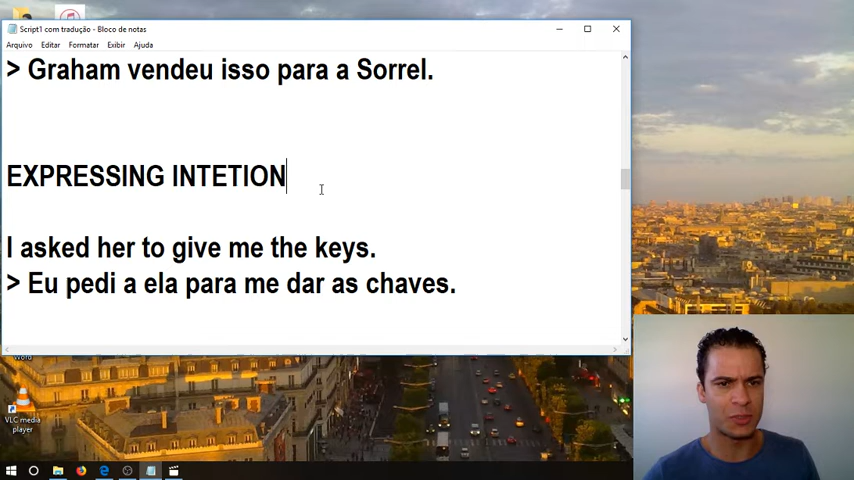 Script1 com tradução - Bloco de notas
Arquivo Editar Formatar Exibir Ajuda
> Graham vendeu isso para a Sorrel.
EXPRESSING INTETION
I asked her to give me the keys.
> Eu pedi a ela para me dar as chaves.
Word
VLC media
player